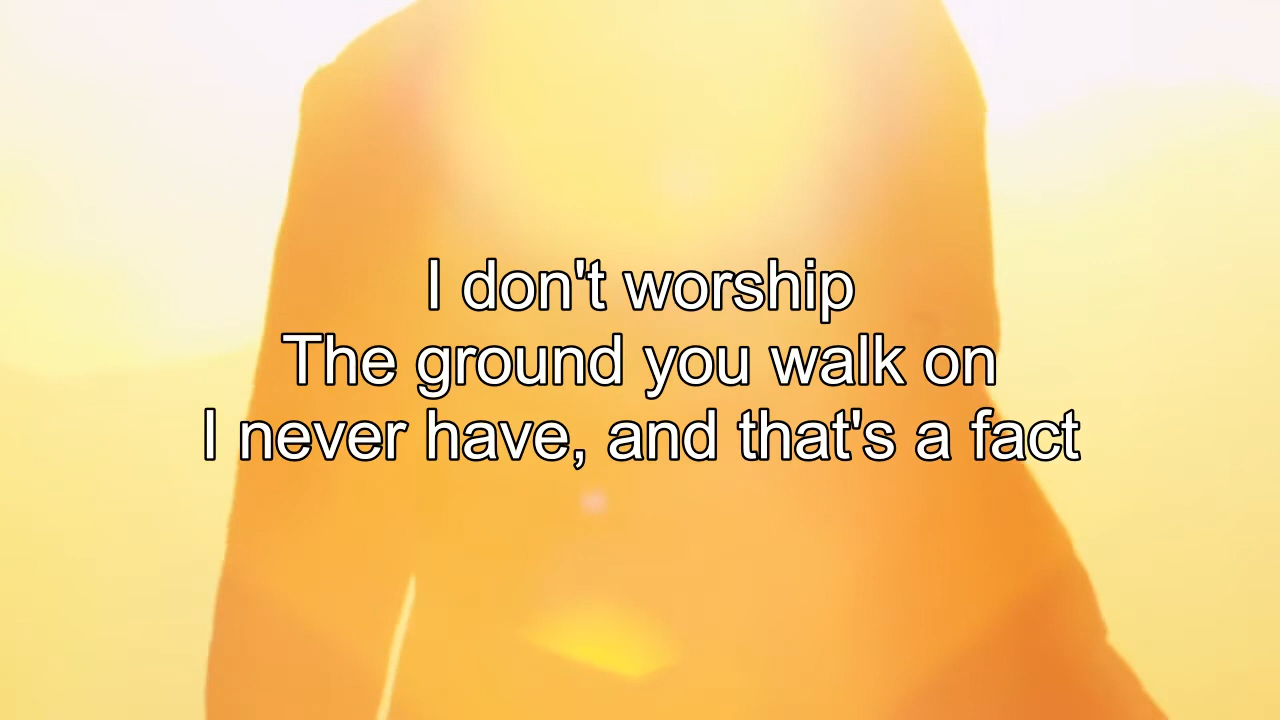 I don't worship
The ground you walk on
I never have, and that's a fact